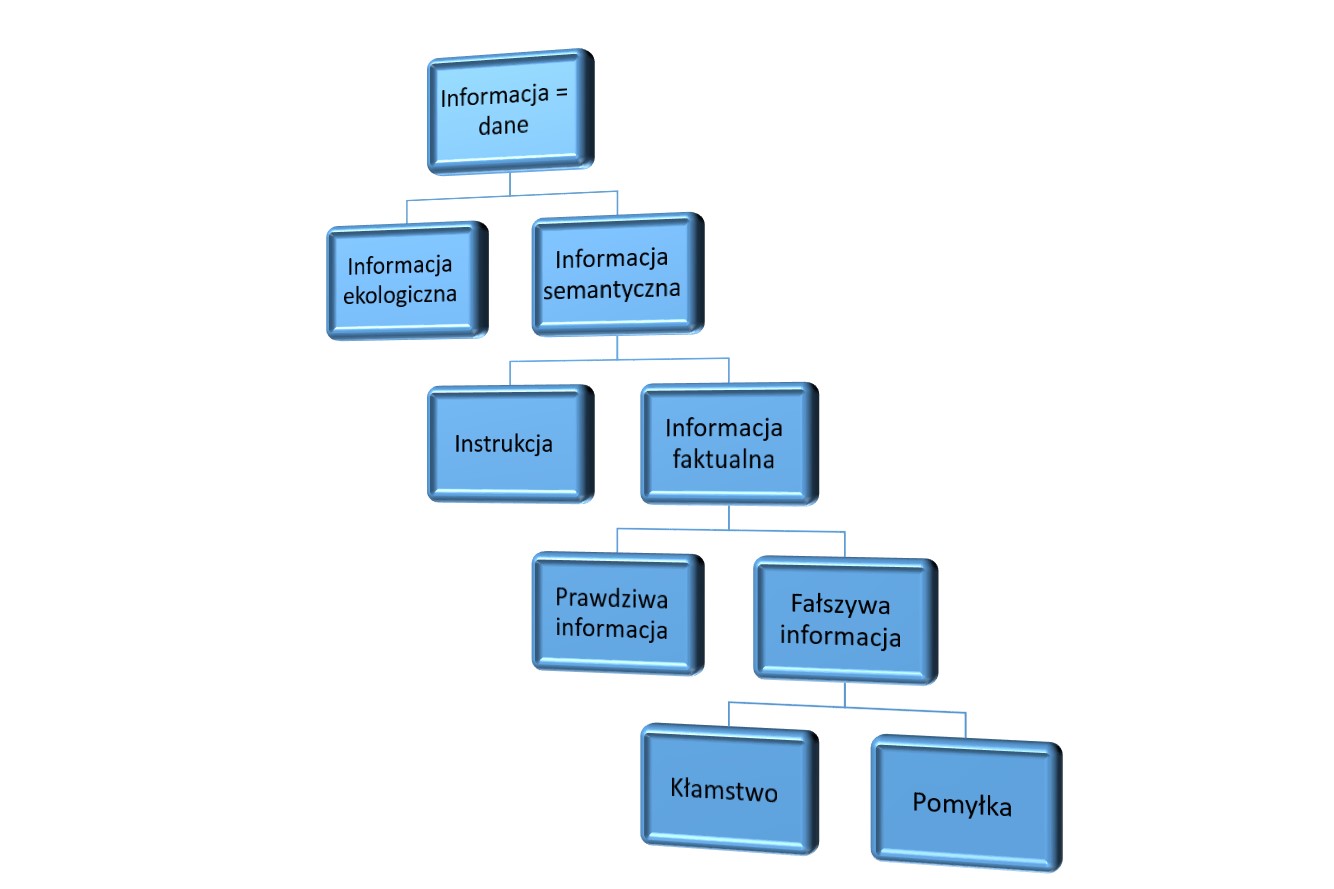 Informacja =
dane
Informacja
ekologiczna
Informacja
semantyczna
Instrukcja
Informacja
faktualna
Prawdziwa
informacja
Fałszywa
informacja
Kłamstwo
Pomyłka